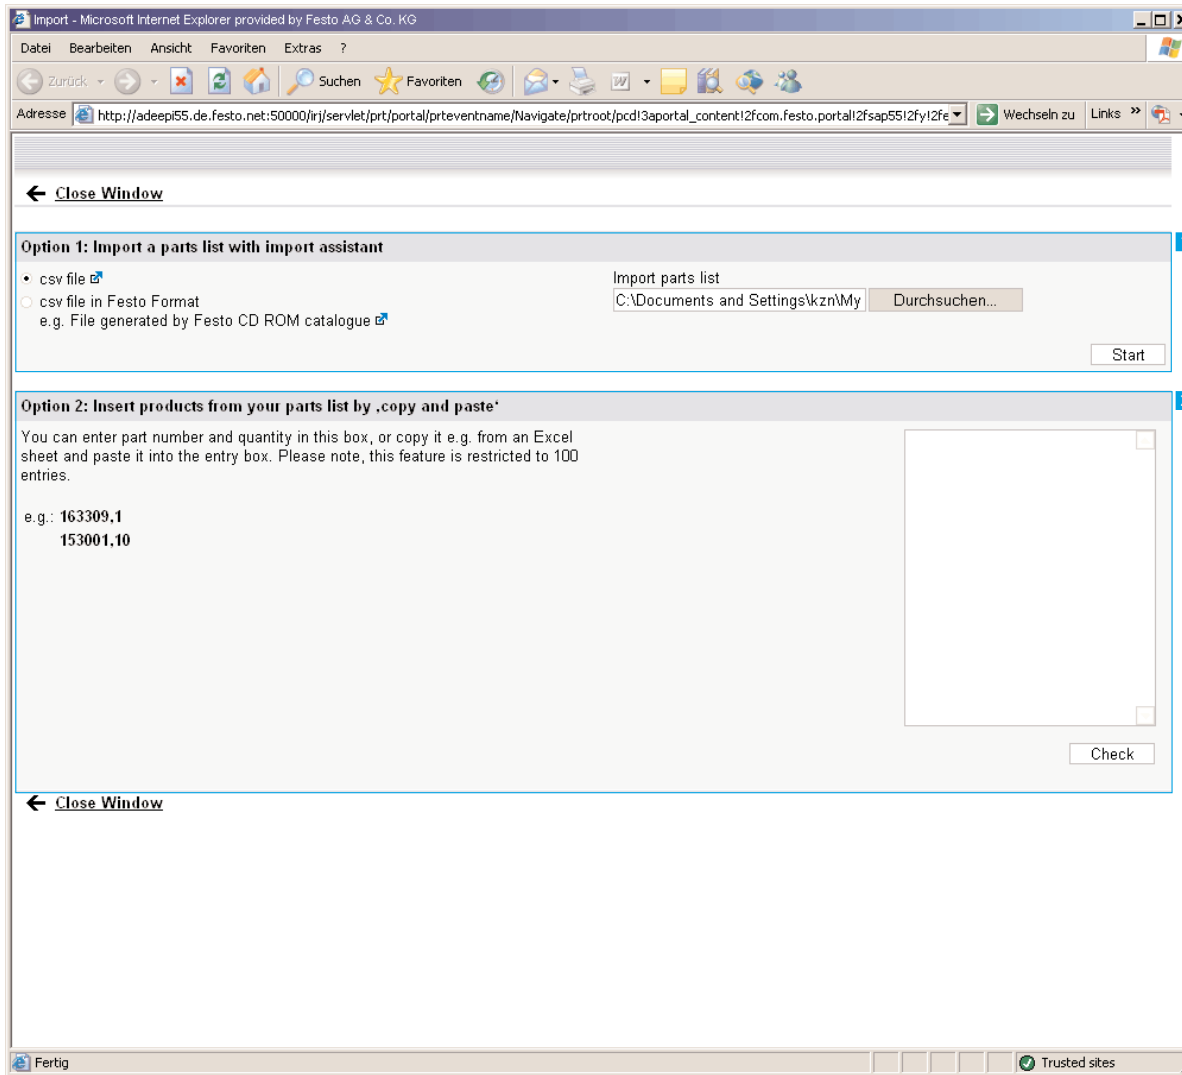 Import - Microsoft Internet Explorer provided by Festo AG & Co. KG
Datei Bearbeiten Ansicht Favoriten Extras ?
Zurück Suchen Favoriten
Adresse http://adeepi55.de.festo.net:50000/irj/servlet/prt/portal/prteventname/Navigate/prtroot/pcd!3aportal_content!2fcom.festo.portal!2fsap55!2fy!2fe Wechseln zu Links »
Close Window
Option 1: Import a parts list with import assistant
csv file
Import parts list
csv file in Festo Format
C:\Documents and Settings\kzn\My Durchsuchen...
e.g. File generated by Festo CD ROM catalogue
Start
Option 2: Insert products from your parts list by ‚copy and paste‘
You can enter part number and quantity in this box, or copy it e.g. from an Excel
sheet and paste it into the entry box. Please note, this feature is restricted to 100
entries.
e.g.: 163309,1
153001,10
Check
Close Window
Fertig Trusted sites